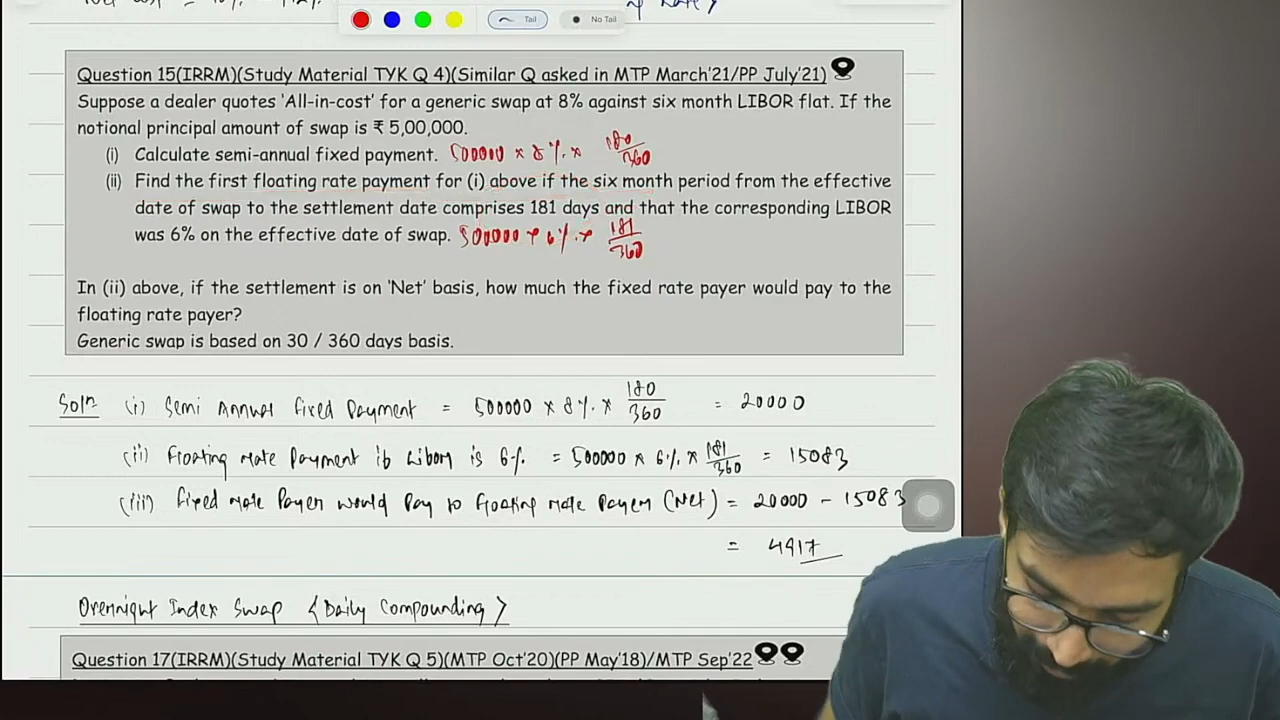 Tail
No Tail
Question 15(IRRM)(Study Material TYK Q 4)(Similar Q asked in MTP March'21/PP July'21)
Suppose a dealer quotes 'All-in-cost' for a generic swap at 8% against six month LIBOR flat. If the
notional principal amount of swap is ₹ 5,00,000.
(i) Calculate semi-annual fixed payment. 500000 × 8% × 180/360
(ii) Find the first floating rate payment for (i) above if the six month period from the effective
date of swap to the settlement date comprises 181 days and that the corresponding LIBOR
was 6% on the effective date of swap. 500000 × 6% × 181/360
In (ii) above, if the settlement is on 'Net' basis, how much the fixed rate payer would pay to the
floating rate payer?
Generic swap is based on 30 / 360 days basis.
Soln (i) Semi Annual Fixed Payment = 500000 × 8% × 180/360 = 20000
(ii) Floating Rate Payment if Libor is 6% = 500000 × 6% × 181/360 = 15083
(iii) Fixed Rate Payer would Pay to Floating Rate Payer (Net) = 20000 - 15083
= 4917
Overnight Index Swap {Daily Compounding}
Question 17(IRRM)(Study Material TYK Q 5)(MTP Oct'20)(PP May'18)/MTP Sep'22